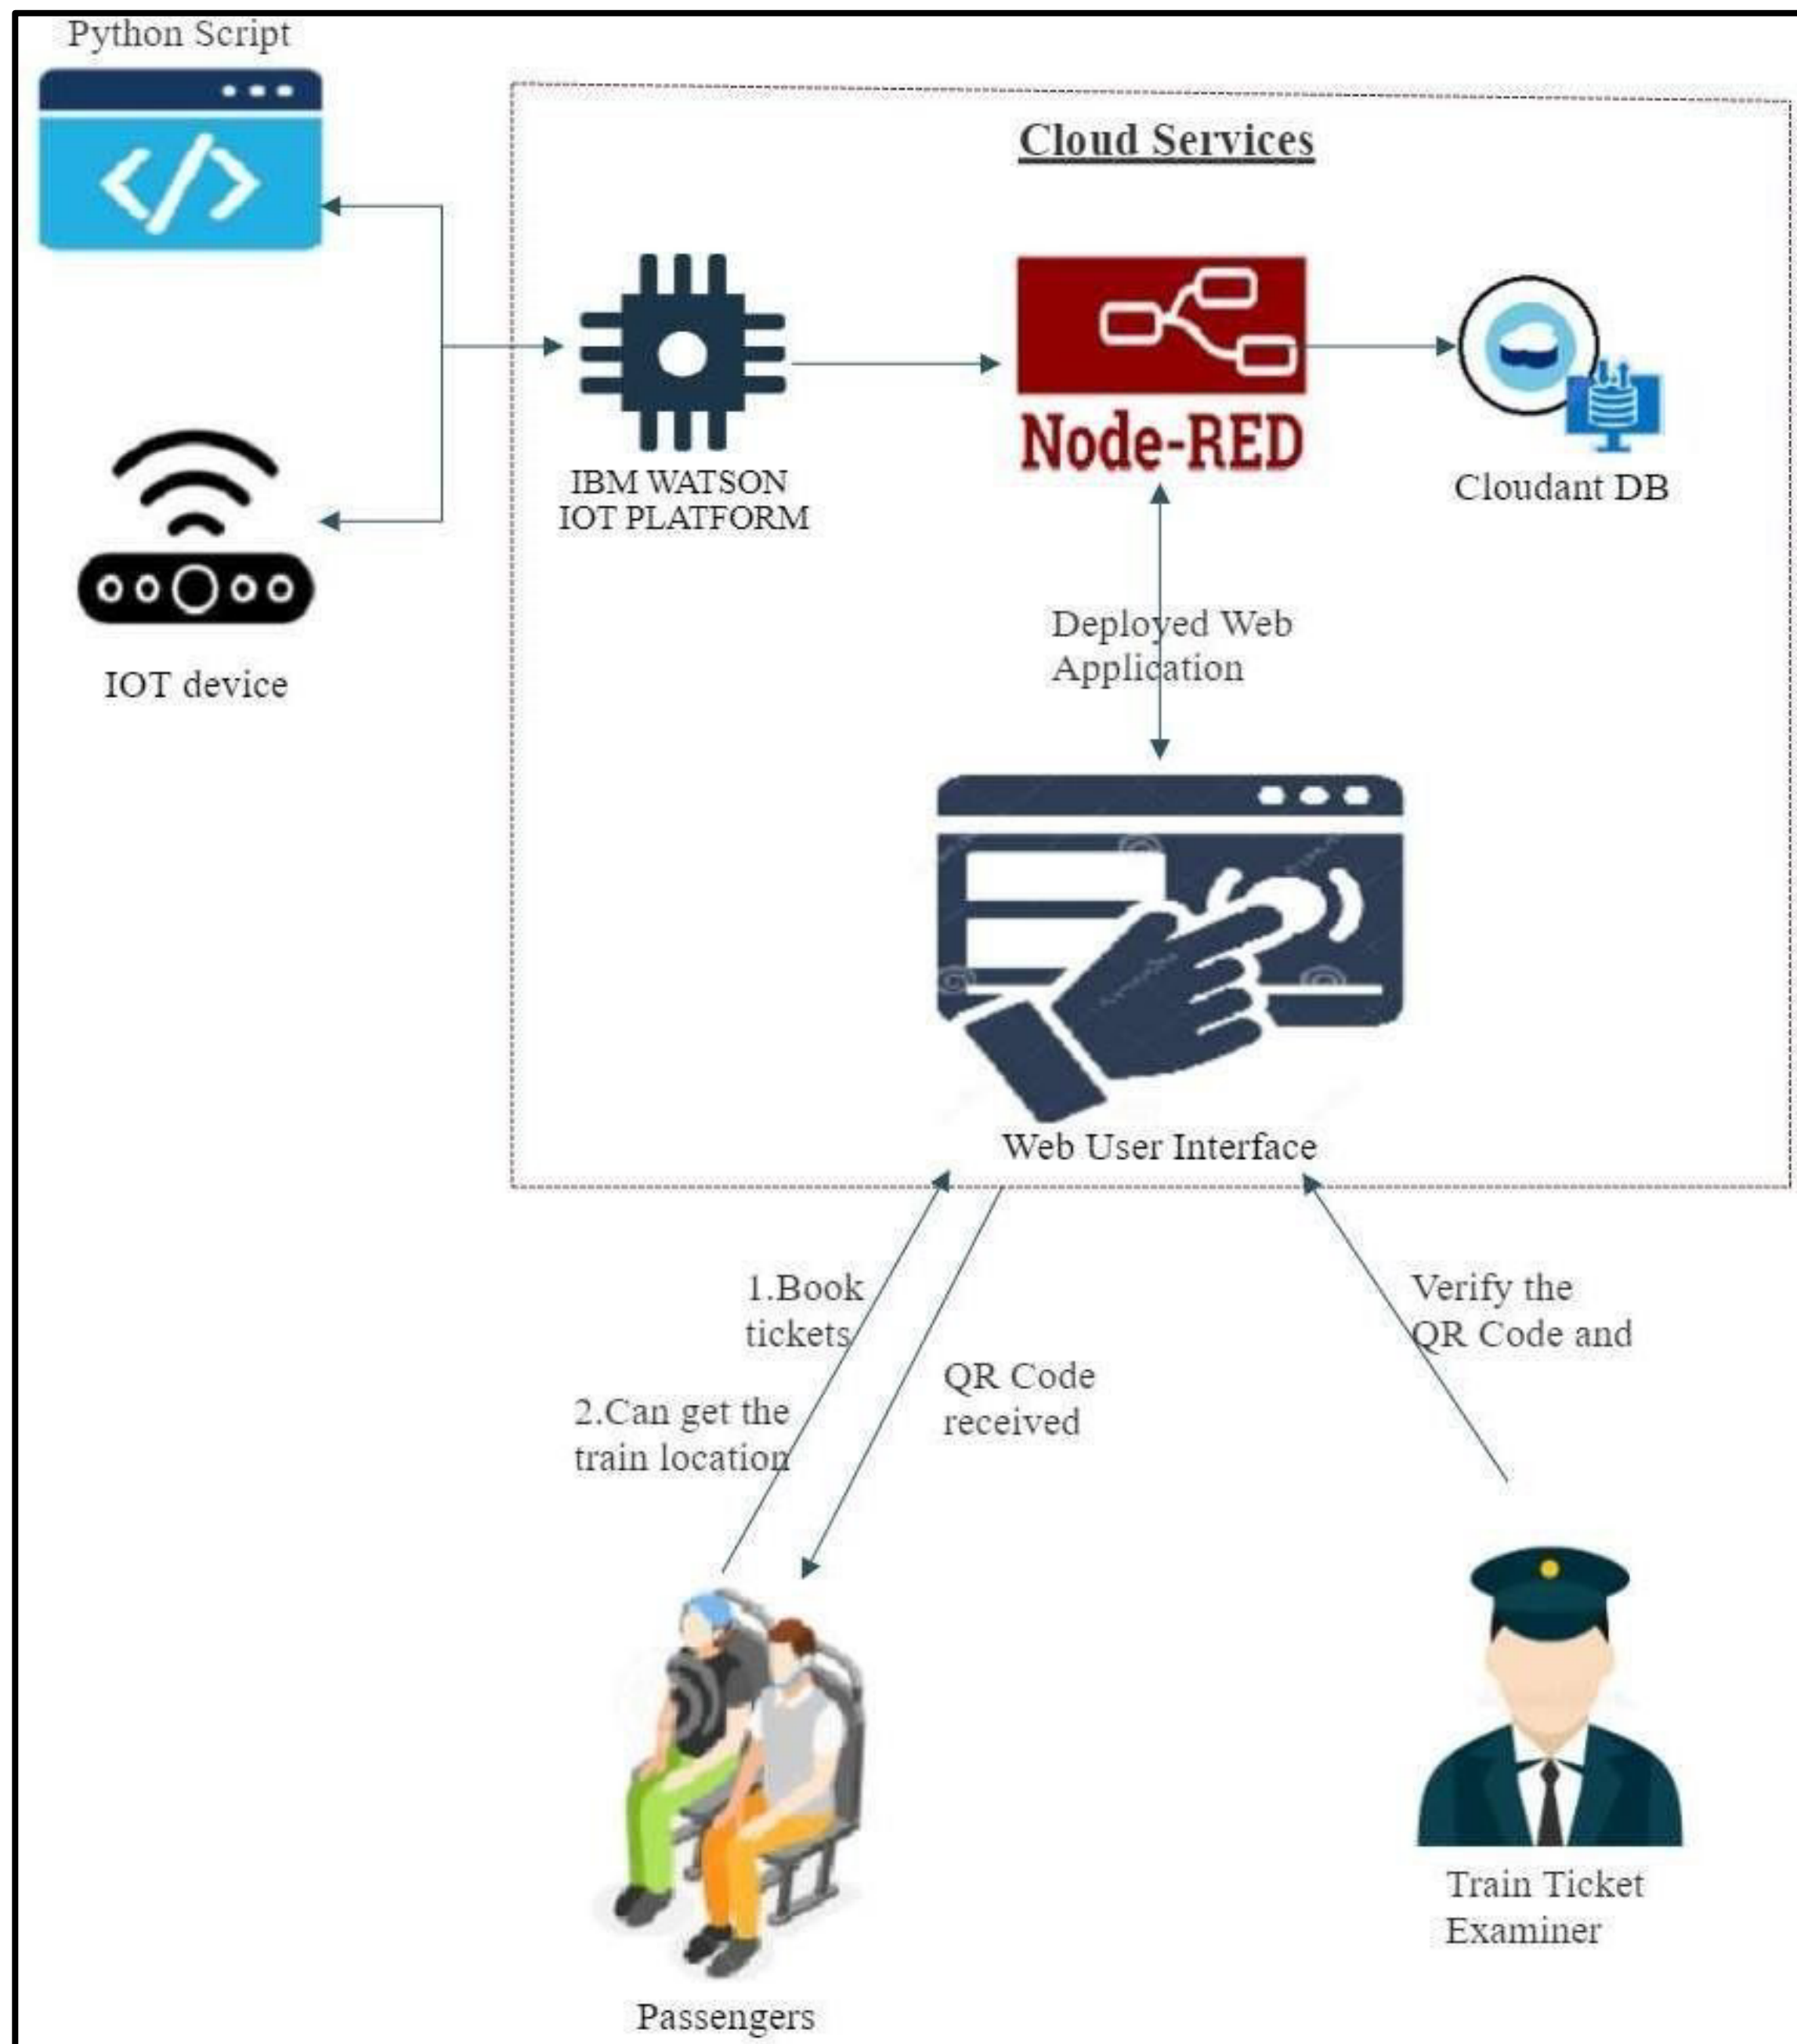 Python Script
Cloud Services
Node-RED
IBM WATSON
IOT PLATFORM
Cloudant DB
Deployed Web
Application
IOT device
Web User Interface
1.Book
tickets
2.Can get the
train location
QR Code
received
Verify the
QR Code and
Train Ticket
Examiner
Passengers